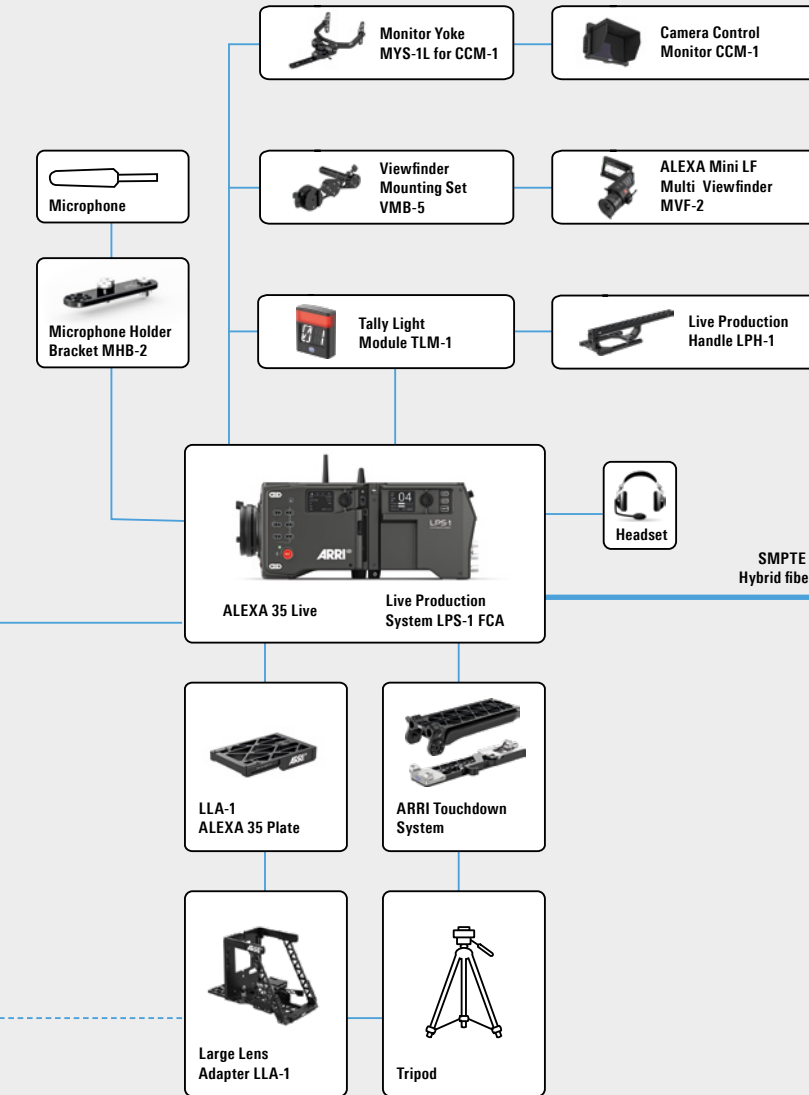 Monitor Yoke
MYS-1L for CCM-1
Camera Control
Monitor CCM-1
Microphone
Viewfinder
Mounting Set
VMB-5
ALEXA Mini LF
Multi Viewfinder
MVF-2
Microphone Holder
Bracket MHB-2
Tally Light
Module TLM-1
Live Production
Handle LPH-1
04
LPS-1
ARRI
ALEXA 35 Live
Live Production
System LPS-1 FCA
Headset
SMPTE
Hybrid fibe
ARRI
LLA-1
ALEXA 35 Plate
ARRI Touchdown
System
Large Lens
Adapter LLA-1
Tripod